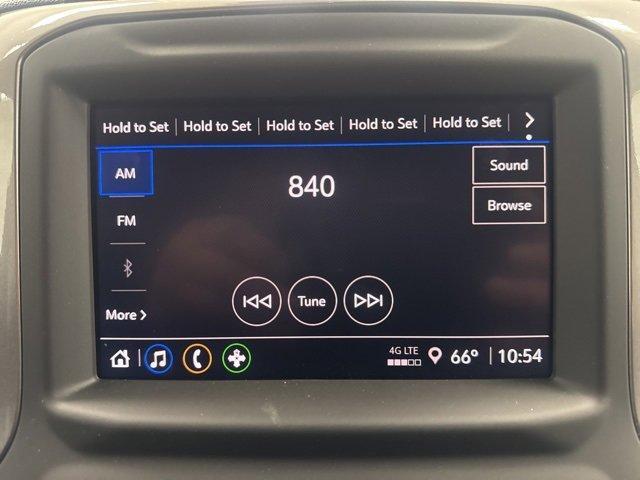 Hold to Set Hold to Set Hold to Set Hold to Set Hold to Set
AM
840
Sound
FM
Browse
Tune
More
4G LTE
66° 10:54